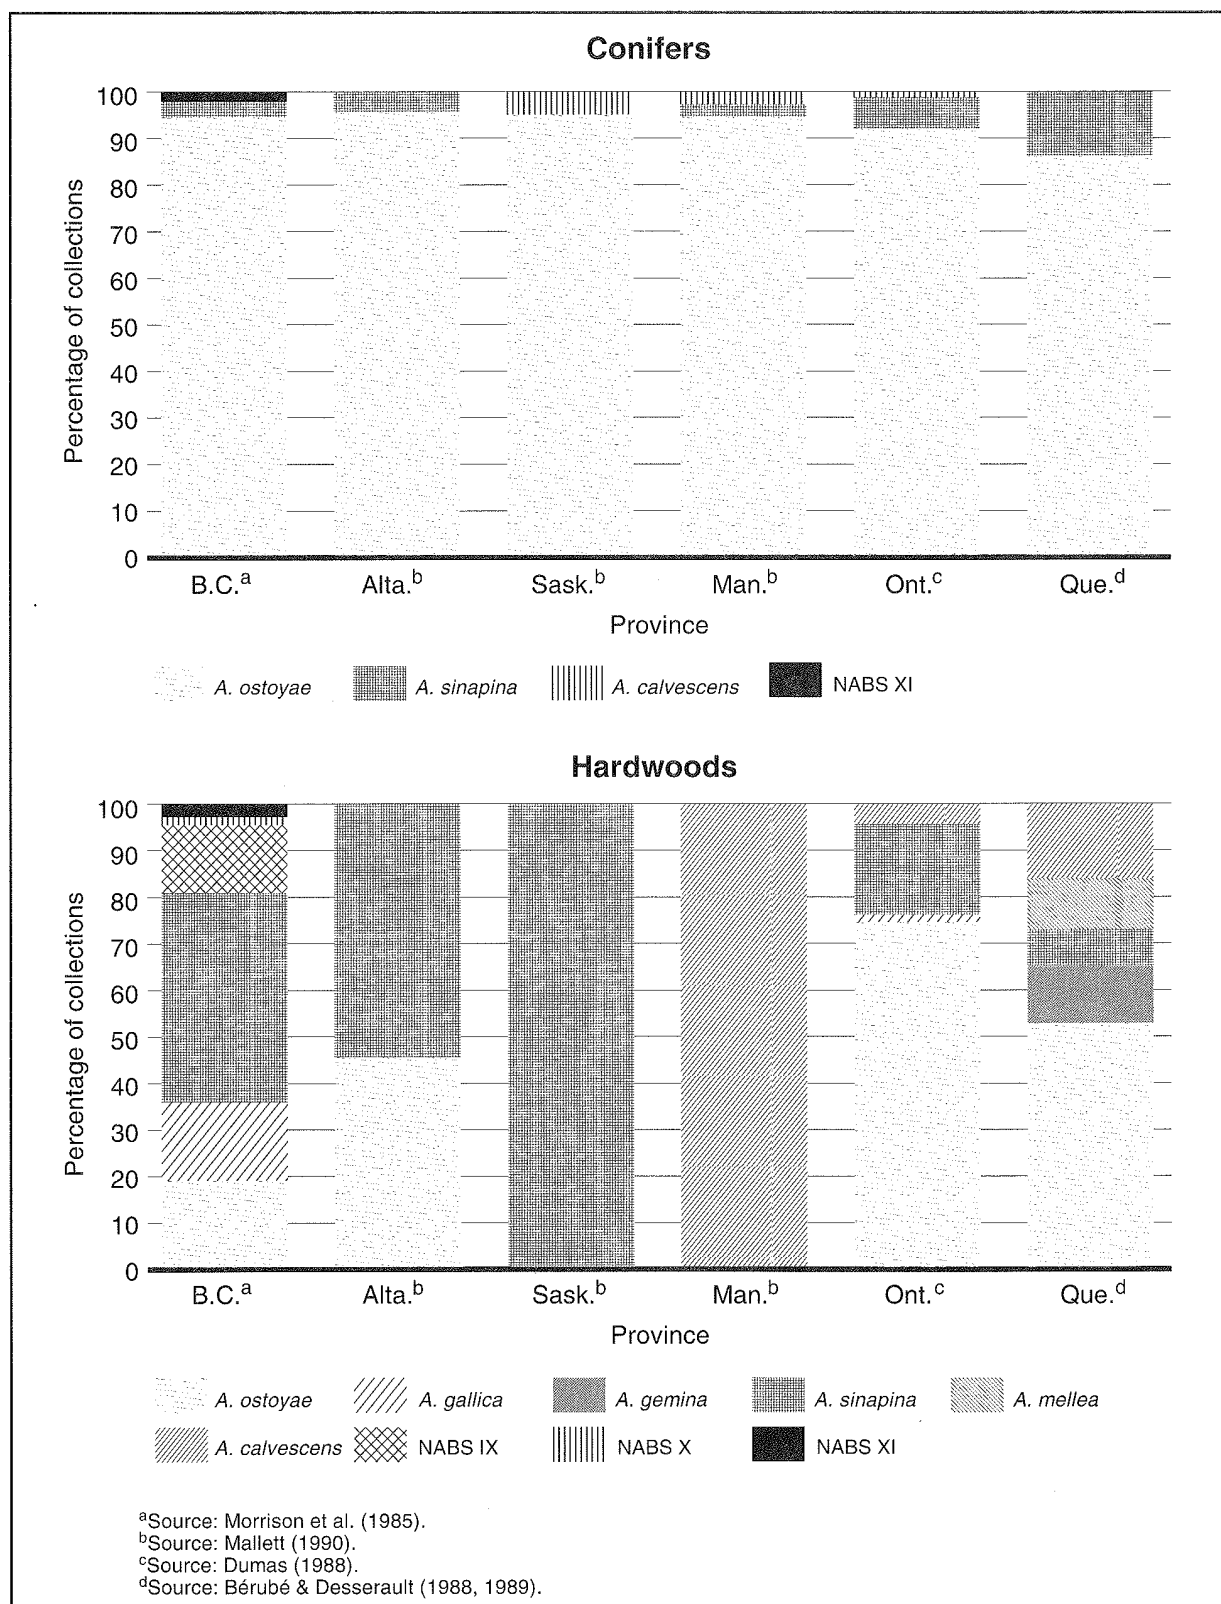 Conifers
100
90
80
70
60
50
40
30
20
10
0
Percentage of collections
B.C.a Alta.b Sask.b Man.b Ont.c Que.d
Province
A. ostoyae A. sinapina A. calvescens NABS XI
Hardwoods
100
90
80
70
60
50
40
30
20
10
0
Percentage of collections
B.C.a Alta.b Sask.b Man.b Ont.c Que.d
Province
A. ostoyae A. gallica A. gemina A. sinapina A. mellea
A. calvescens NABS IX NABS X NABS XI
aSource: Morrison et al. (1985).
bSource: Mallett (1990).
cSource: Dumas (1988).
dSource: Bérubé & Desserault (1988, 1989).